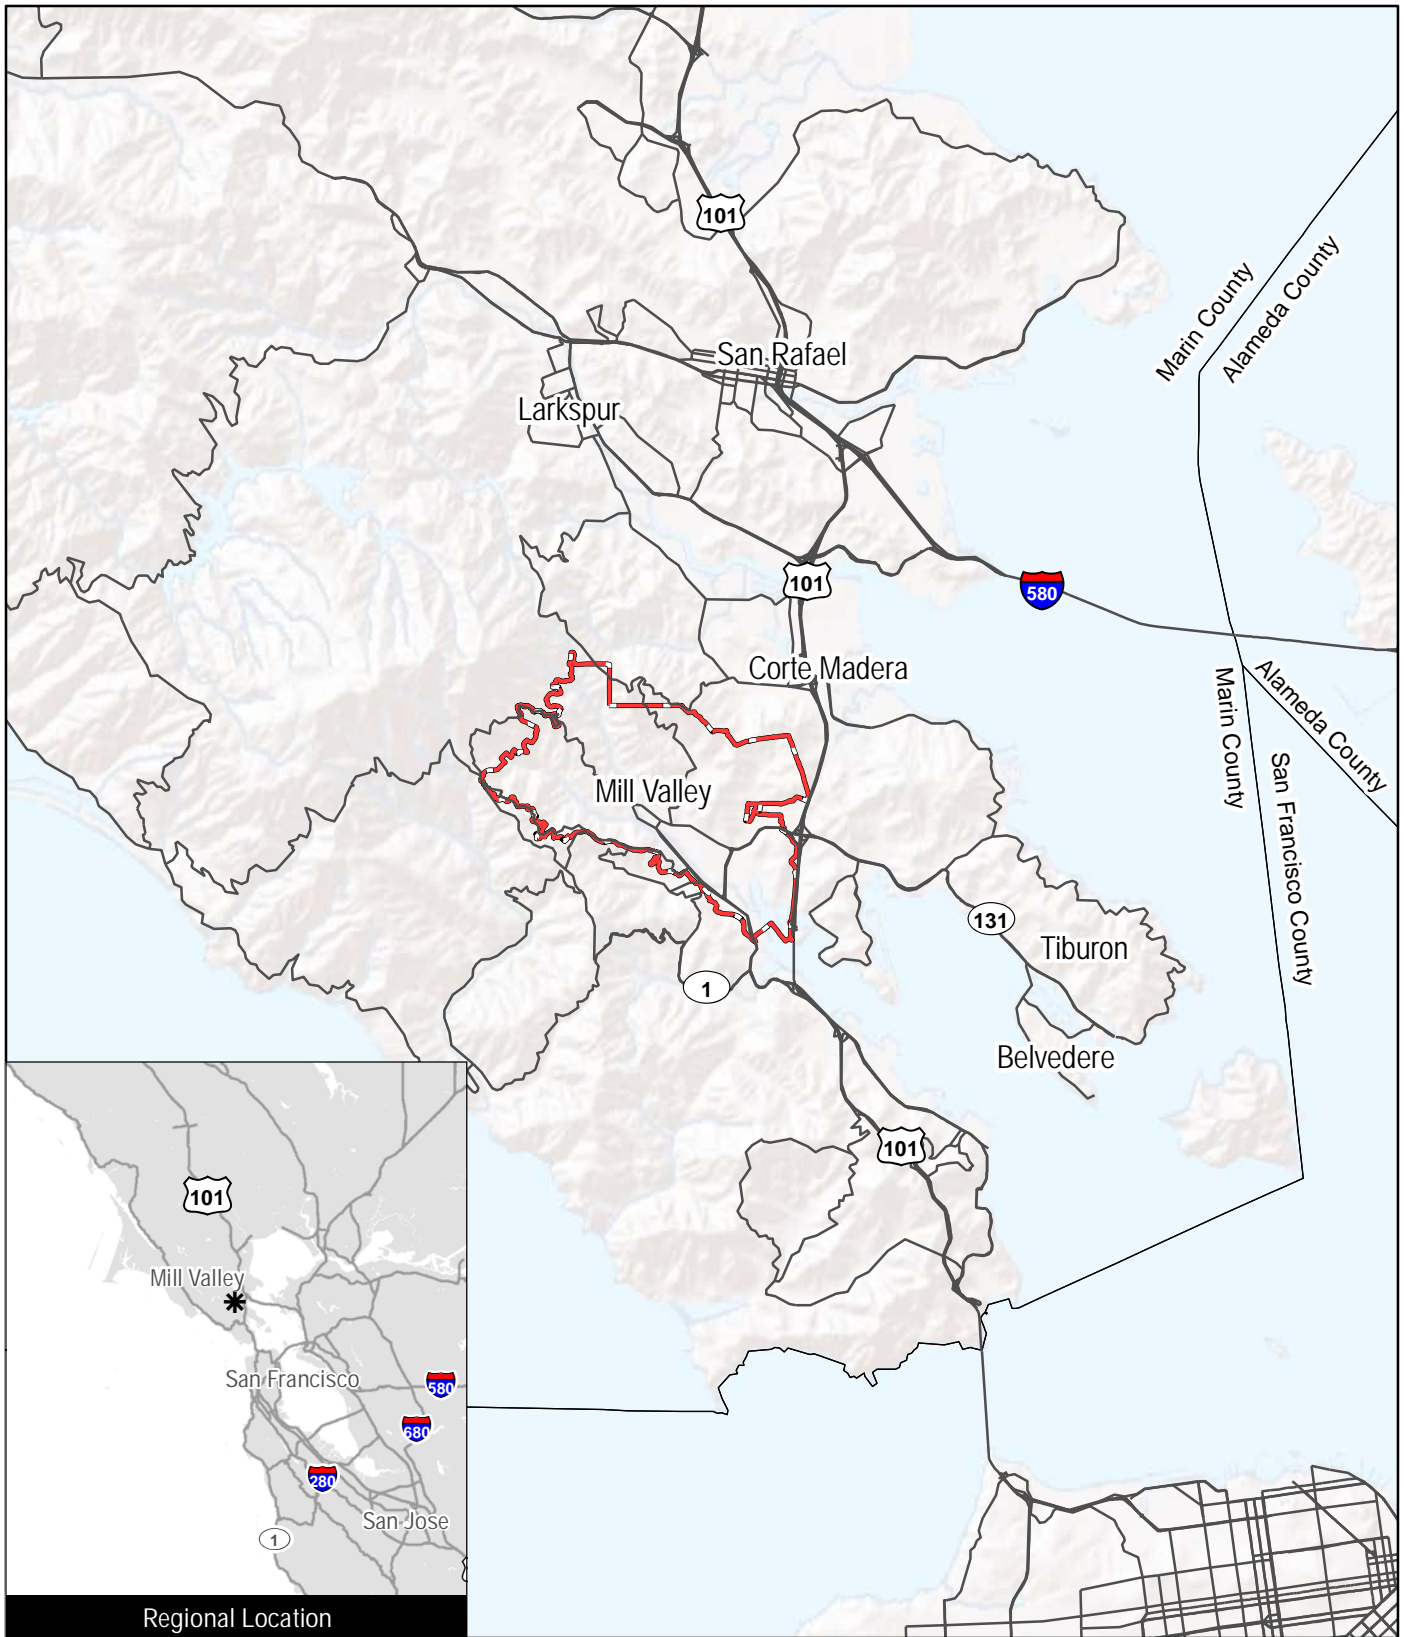 101
Marin County
Alameda County
San Rafael
Larkspur
101
580
Corte Madera
Alameda County
Marin County
San Francisco County
Mill Valley
131
Tiburon
1
Belvedere
101
101
Mill Valley
San Francisco
580
680
280
San Jose
1
Regional Location